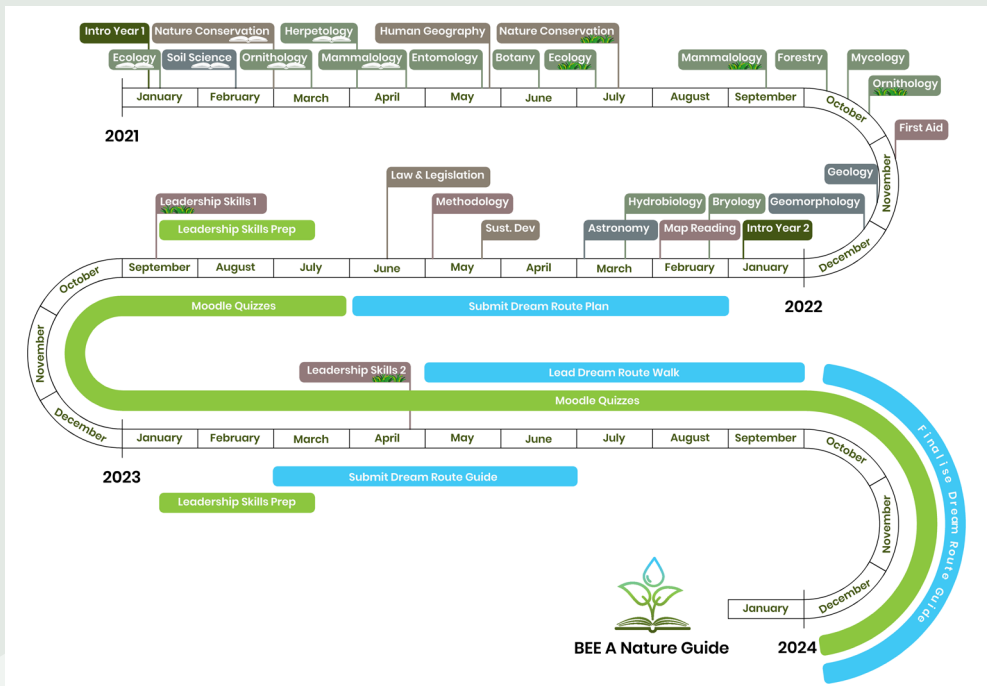 Intro Year 1
Nature Conservation
Herpetology
Human Geography
Nature Conservation
Ecology
Soil Science
Ornithology
Mammalology
Entomology
Botany
Ecology
Mammalology
Forestry
Mycology
Ornithology
First Aid
January
February
March
April
May
June
July
August
September
October
November
December
2021
Geology
Law & Legislation
Leadership Skills 1
Methodology
Hydrobiology
Bryology
Geomorphology
Leadership Skills Prep
Sust. Dev
Astronomy
Map Reading
Intro Year 2
September
August
July
June
May
April
March
February
January
2022
October
November
December
Moodle Quizzes
Submit Dream Route Plan
Leadership Skills 2
Lead Dream Route Walk
Moodle Quizzes
Finalise Dream Route Guide
January
February
March
April
May
June
July
August
September
October
November
December
January
2023
Submit Dream Route Guide
Leadership Skills Prep
BEE A Nature Guide
2024